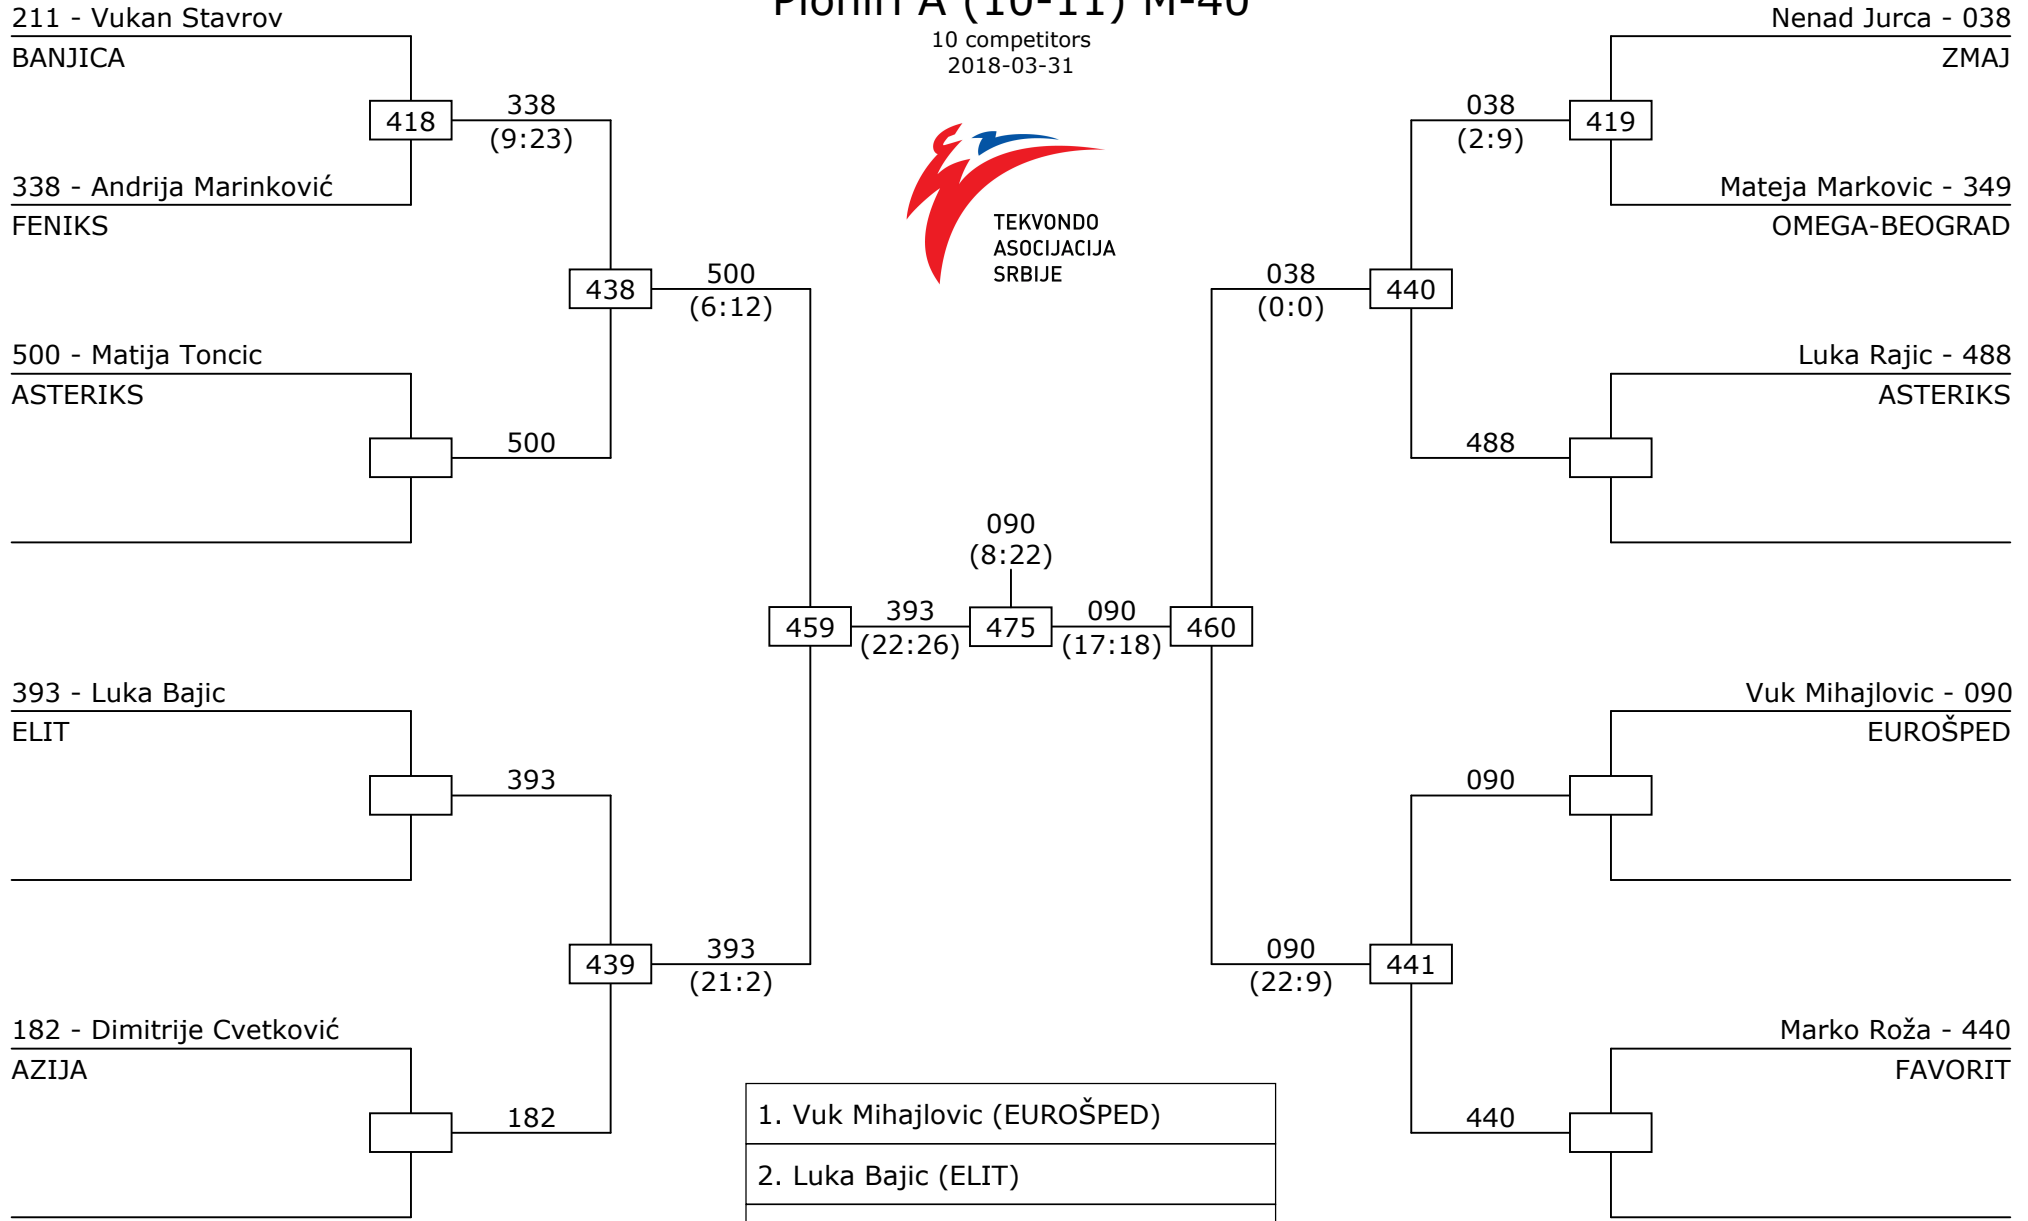 Pioniri A (10-11) M-40
10 competitors
2018-03-31
TEKVONDO
ASOCIJACIJA
SRBIJE
211 - Vukan Stavrov
BANJICA
418
338
(9:23)
338 - Andrija Marinković
FENIKS
438
500
(6:12)
500 - Matija Toncic
ASTERIKS
500
393 - Luka Bajic
ELIT
393
439
393
(21:2)
182 - Dimitrije Cvetković
AZIJA
182
459
393
(22:26)
090
(8:22)
475
090
(17:18)
460
Nenad Jurca - 038
ZMAJ
038
(2:9)
419
Mateja Markovic - 349
OMEGA-BEOGRAD
038
(0:0)
440
Luka Rajic - 488
ASTERIKS
488
Vuk Mihajlovic - 090
EUROŠPED
090
090
(22:9)
441
Marko Roža - 440
FAVORIT
440
1. Vuk Mihajlovic (EUROŠPED)
2. Luka Bajic (ELIT)